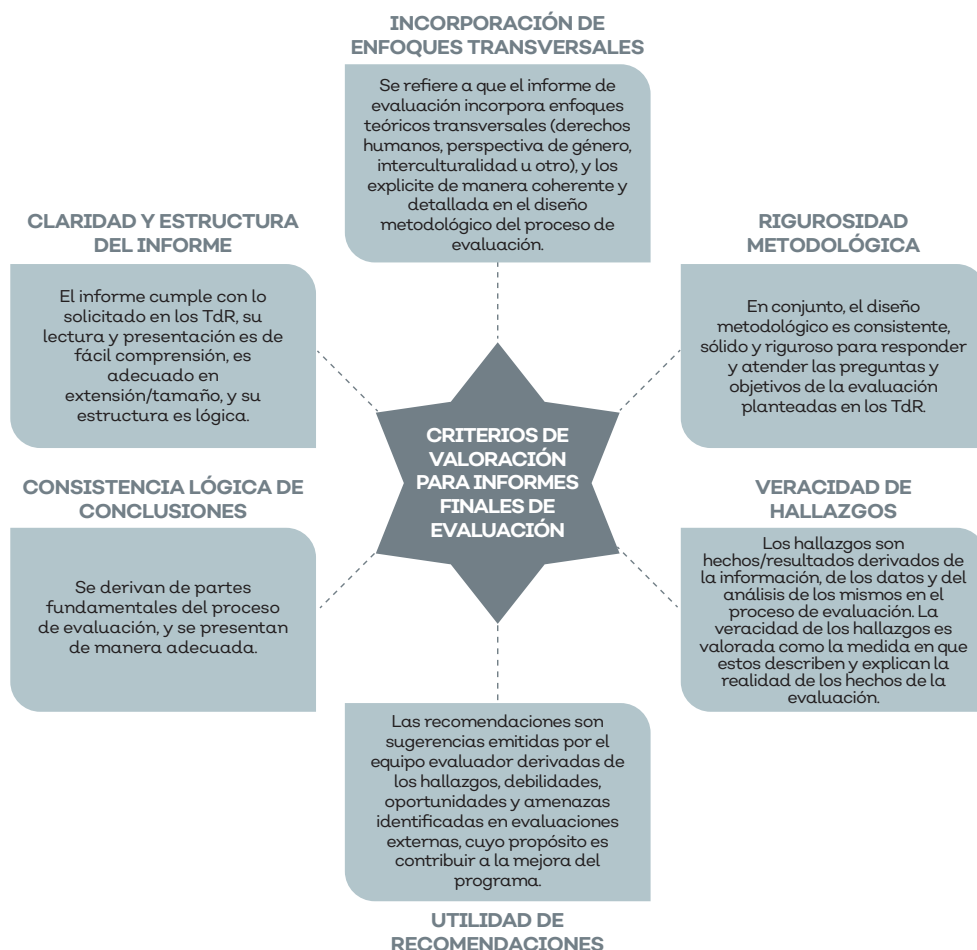 INCORPORACIÓN DE
ENFOQUES TRANSVERSALES
Se refiere a que el informe de
evaluación incorpora enfoques
teóricos transversales (derechos
humanos, perspectiva de género,
interculturalidad u otro), y los
explicite de manera coherente y
detallada en el diseño
metodológico del proceso de
evaluación.
CLARIDAD Y ESTRUCTURA
DEL INFORME
El informe cumple con lo
solicitado en los TdR, su
lectura y presentación es de
fácil comprensión, es
adecuado en
extensión/tamaño, y su
estructura es lógica.
RIGUROSIDAD
METODOLÓGICA
En conjunto, el diseño
metodológico es consistente,
sólido y riguroso para responder
y atender las preguntas y
objetivos de la evaluación
planteadas en los TdR.
CRITERIOS DE
VALORACIÓN
PARA INFORMES
FINALES DE
EVALUACIÓN
CONSISTENCIA LÓGICA DE
CONCLUSIONES
Se derivan de partes
fundamentales del proceso
de evaluación, y se presentan
de manera adecuada.
VERACIDAD DE
HALLAZGOS
Los hallazgos son
hechos/resultados derivados de
la información, de los datos y del
análisis de los mismos en el
proceso de evaluación. La
veracidad de los hallazgos es
valorada como la medida en que
estos describen y explican la
realidad de los hechos de la
evaluación.
Las recomendaciones son
sugerencias emitidas por el
equipo evaluador derivadas de
los hallazgos, debilidades,
oportunidades y amenazas
identificadas en evaluaciones
externas, cuyo propósito es
contribuir a la mejora del
programa.
UTILIDAD DE
RECOMENDACIONES